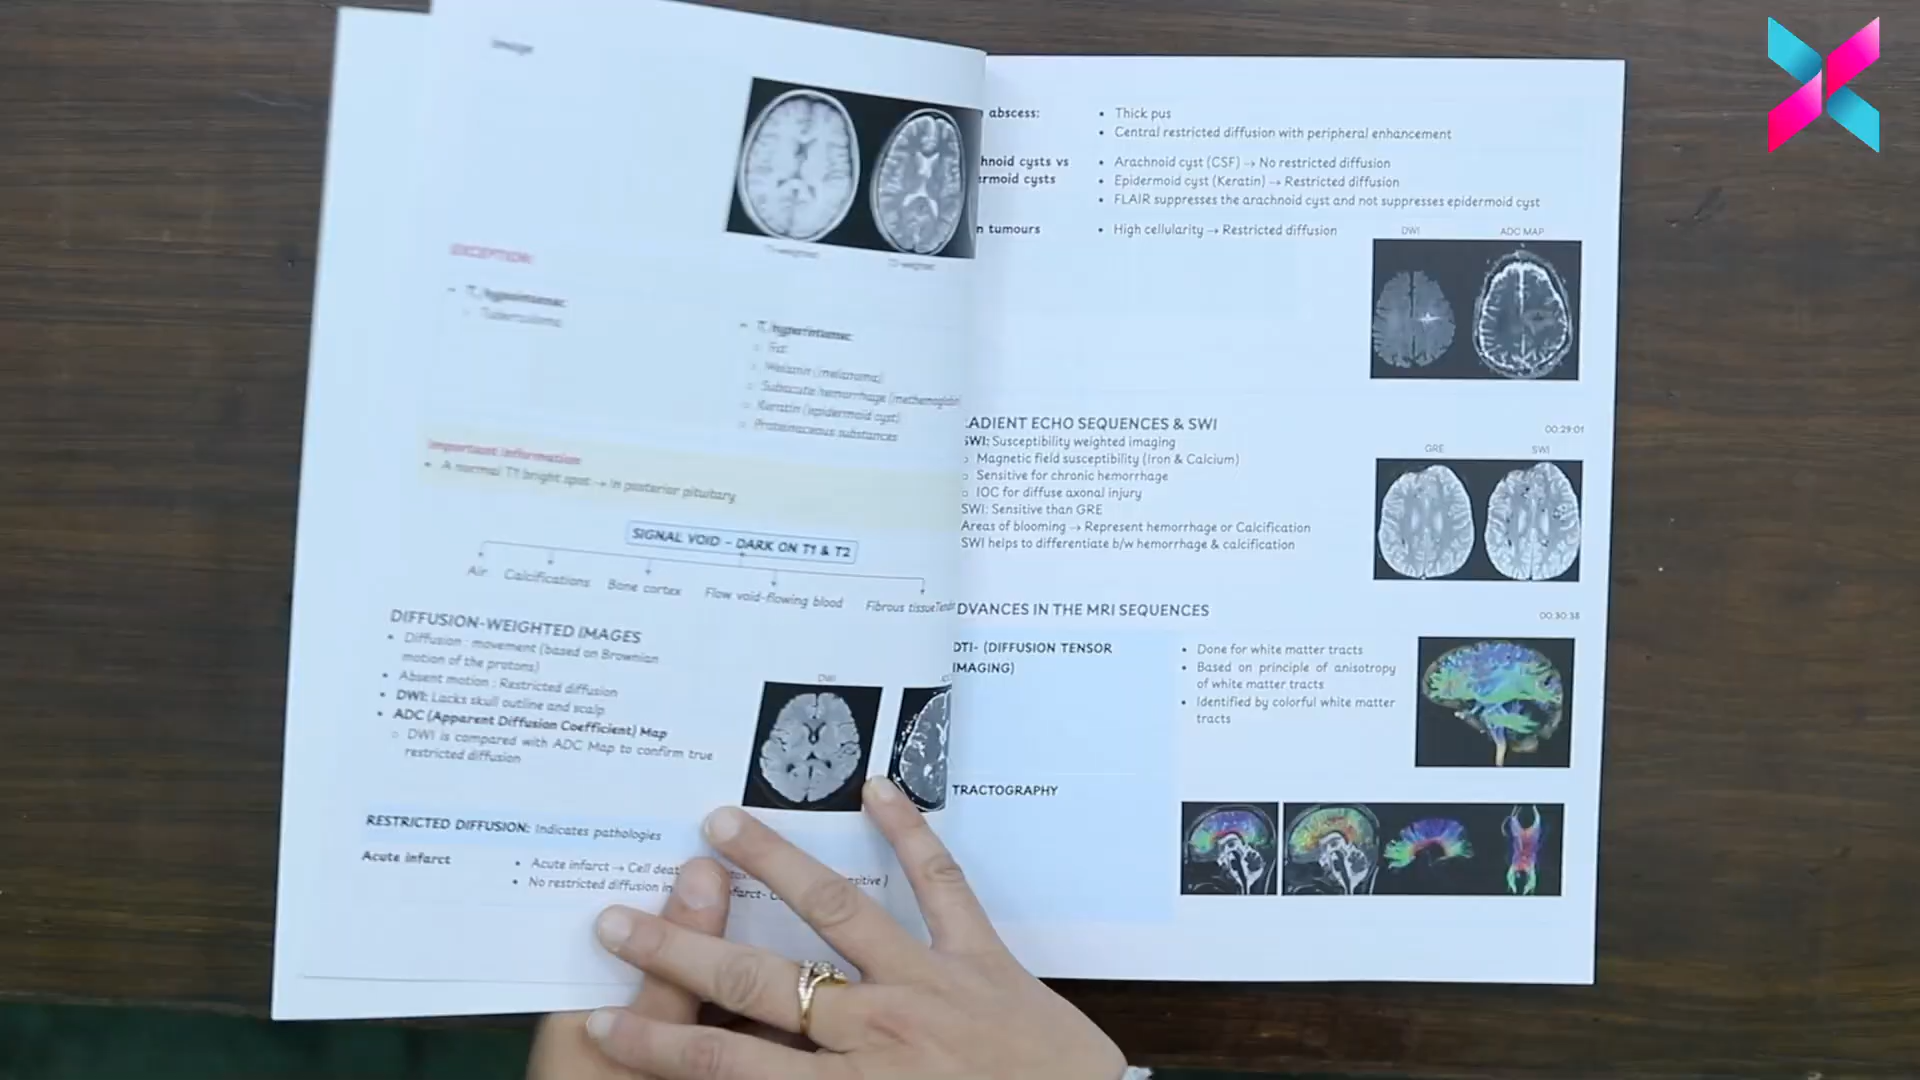 Image
T1-weighted
T2-weighted
EXCEPTION:
Tuberculoma
T1 hyperintense:
Fat
Melanin (melanoma)
Subacute hemorrhage (methemoglobin
Keratin (epidermoid cyst)
Proteinaceous substances
Important information
A normal T1 bright spot → In posterior pituitary
SIGNAL VOID - DARK ON T1 & T2
Air
Calcifications
Bone cortex
Flow void-flowing blood
Fibrous tissue
DIFFUSION-WEIGHTED IMAGES
Diffusion : movement (based on Brownian
motion of the protons)
Absent motion : Restricted diffusion
DWI: Lacks skull outline and scalp
ADC (Apparent Diffusion Coefficient) Map
DWI is compared with ADC Map to confirm true
restricted diffusion
DWI
RESTRICTED DIFFUSION: Indicates pathologies
Acute infarct
Acute infarct → Cell
No restricted diffusion in
abscess:
Thick pus
Central restricted diffusion with peripheral enhancement
hnoid cysts vs
ermoid cysts
Arachnoid cyst (CSF) → No restricted diffusion
Epidermoid cyst (Keratin) → Restricted diffusion
FLAIR suppresses the arachnoid cyst and not suppresses epidermoid cyst
n tumours
High cellularity → Restricted diffusion
DWI
ADC MAP
RADIENT ECHO SEQUENCES & SWI
00:29:01
SWI: Susceptibility weighted imaging
Magnetic field susceptibility (Iron & Calcium)
Sensitive for chronic hemorrhage
IOC for diffuse axonal injury
SWI: Sensitive than GRE
Areas of blooming → Represent hemorrhage or Calcification
SWI helps to differentiate b/w hemorrhage & calcification
GRE
SWI
DVANCES IN THE MRI SEQUENCES
00:30:38
DTI- (DIFFUSION TENSOR
IMAGING)
Done for white matter tracts
Based on principle of anisotropy
of white matter tracts
Identified by colorful white matter
tracts
TRACTOGRAPHY